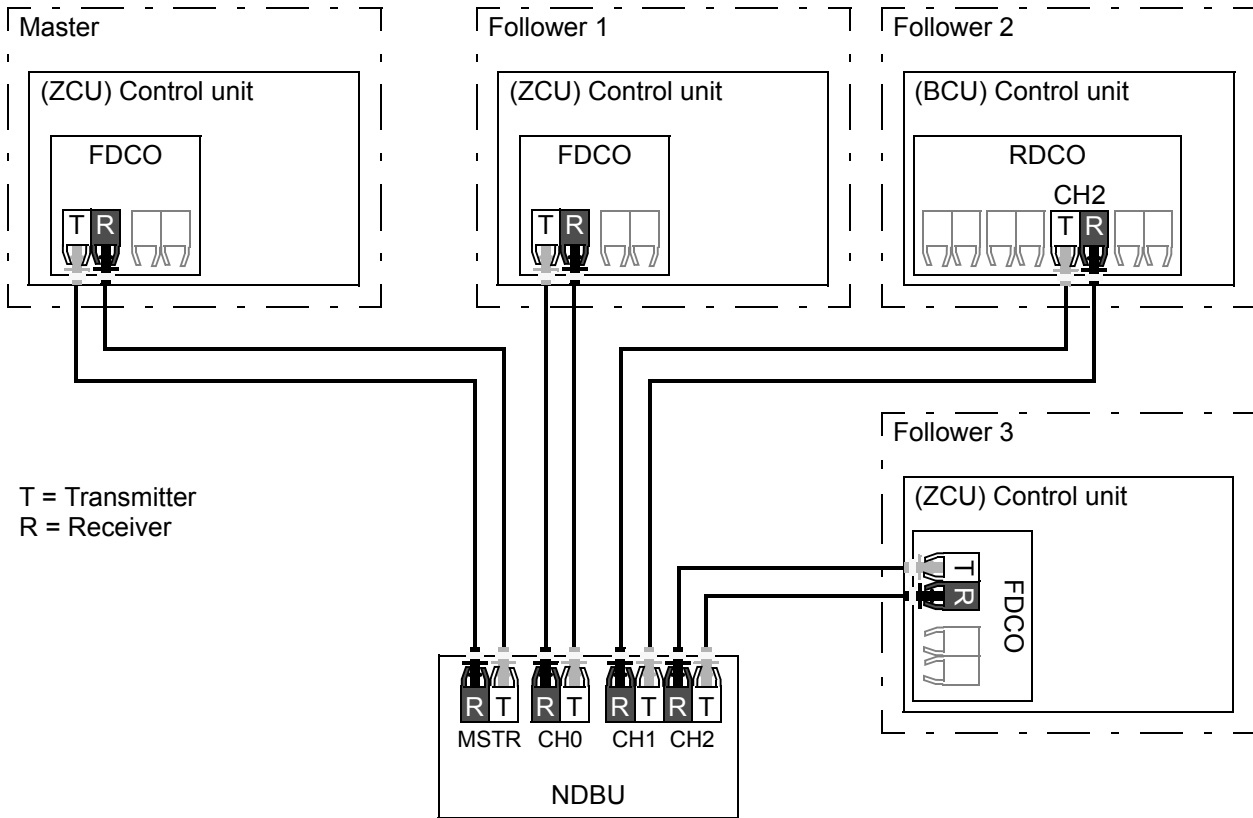 Master
(ZCU) Control unit
FDCO
T R
Follower 1
(ZCU) Control unit
FDCO
T R
Follower 2
(BCU) Control unit
RDCO
CH2
T R
T = Transmitter
R = Receiver
Follower 3
(ZCU) Control unit
T
R
FDCO
R T R T R T R T
MSTR CH0 CH1 CH2
NDBU